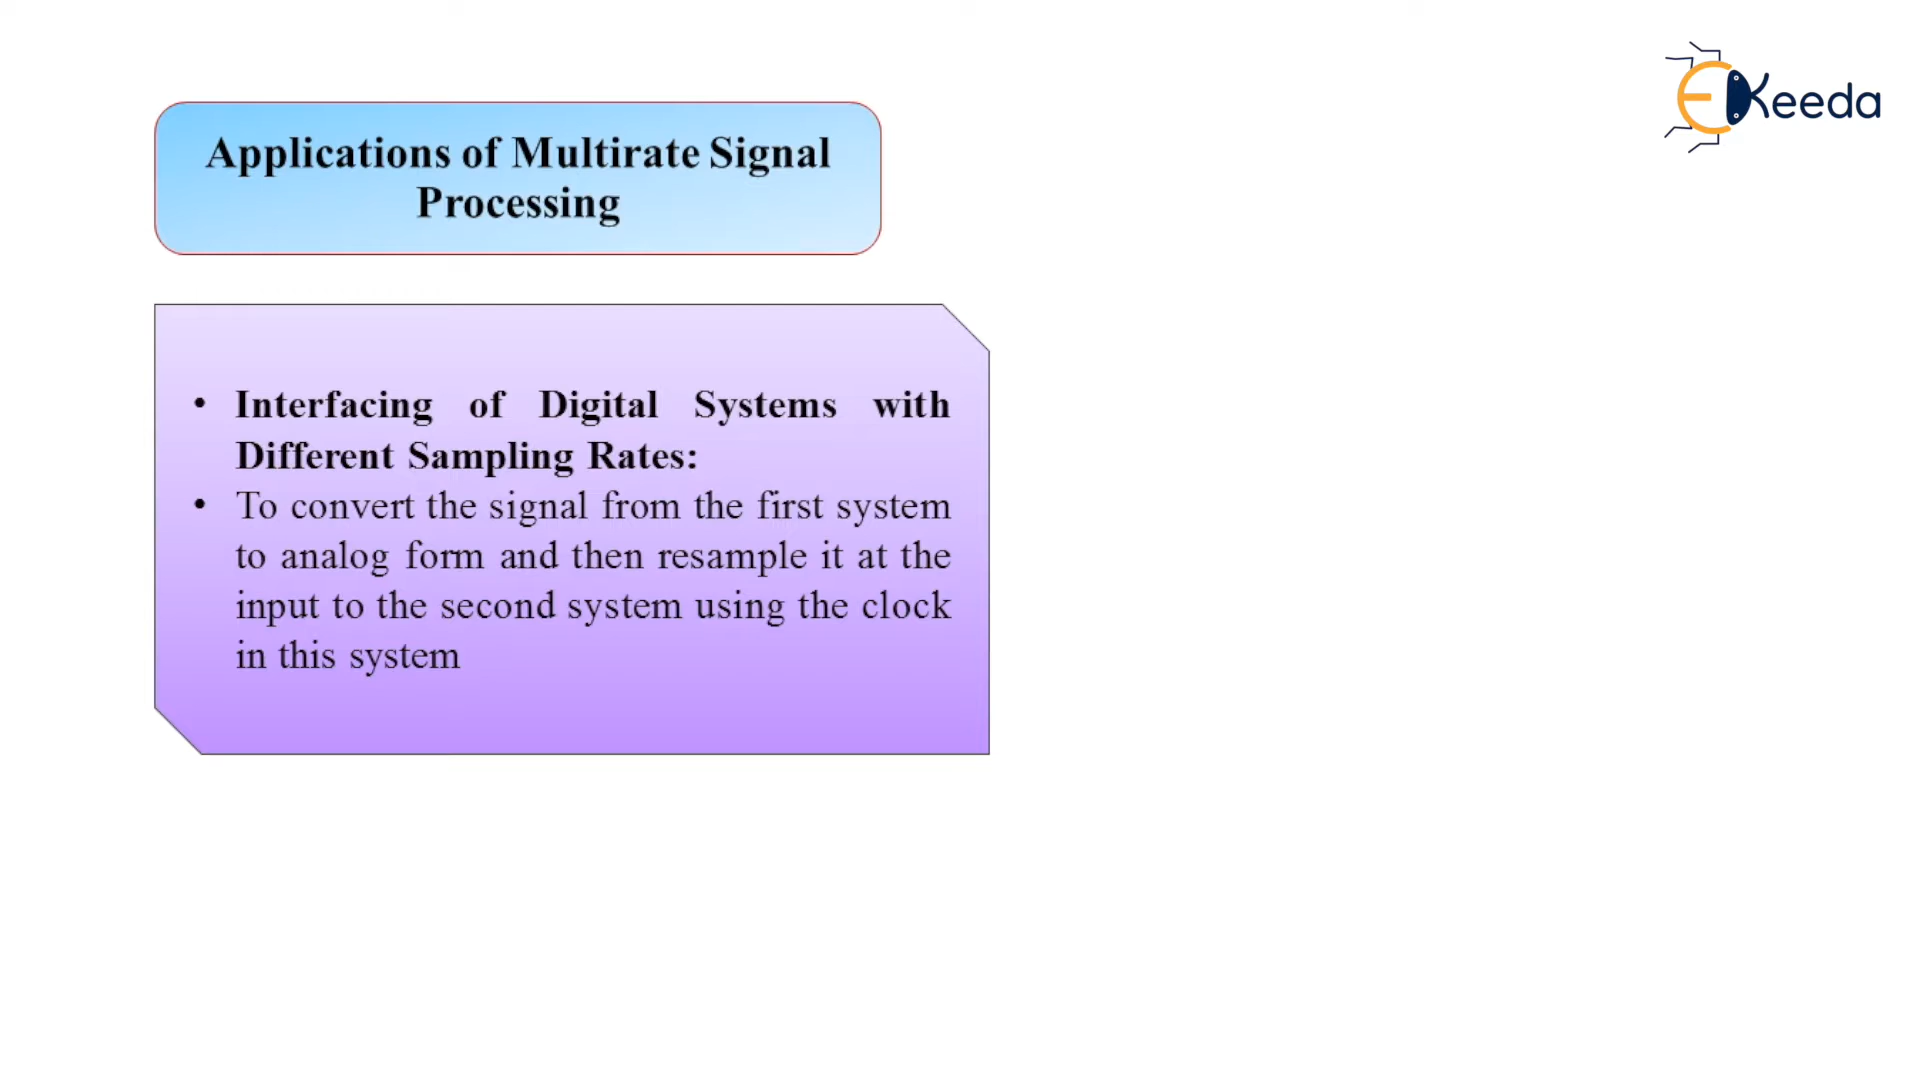 EKeeda
Applications of Multirate Signal
Processing
• Interfacing of Digital Systems with
Different Sampling Rates:
• To convert the signal from the first system
to analog form and then resample it at the
input to the second system using the clock
in this system